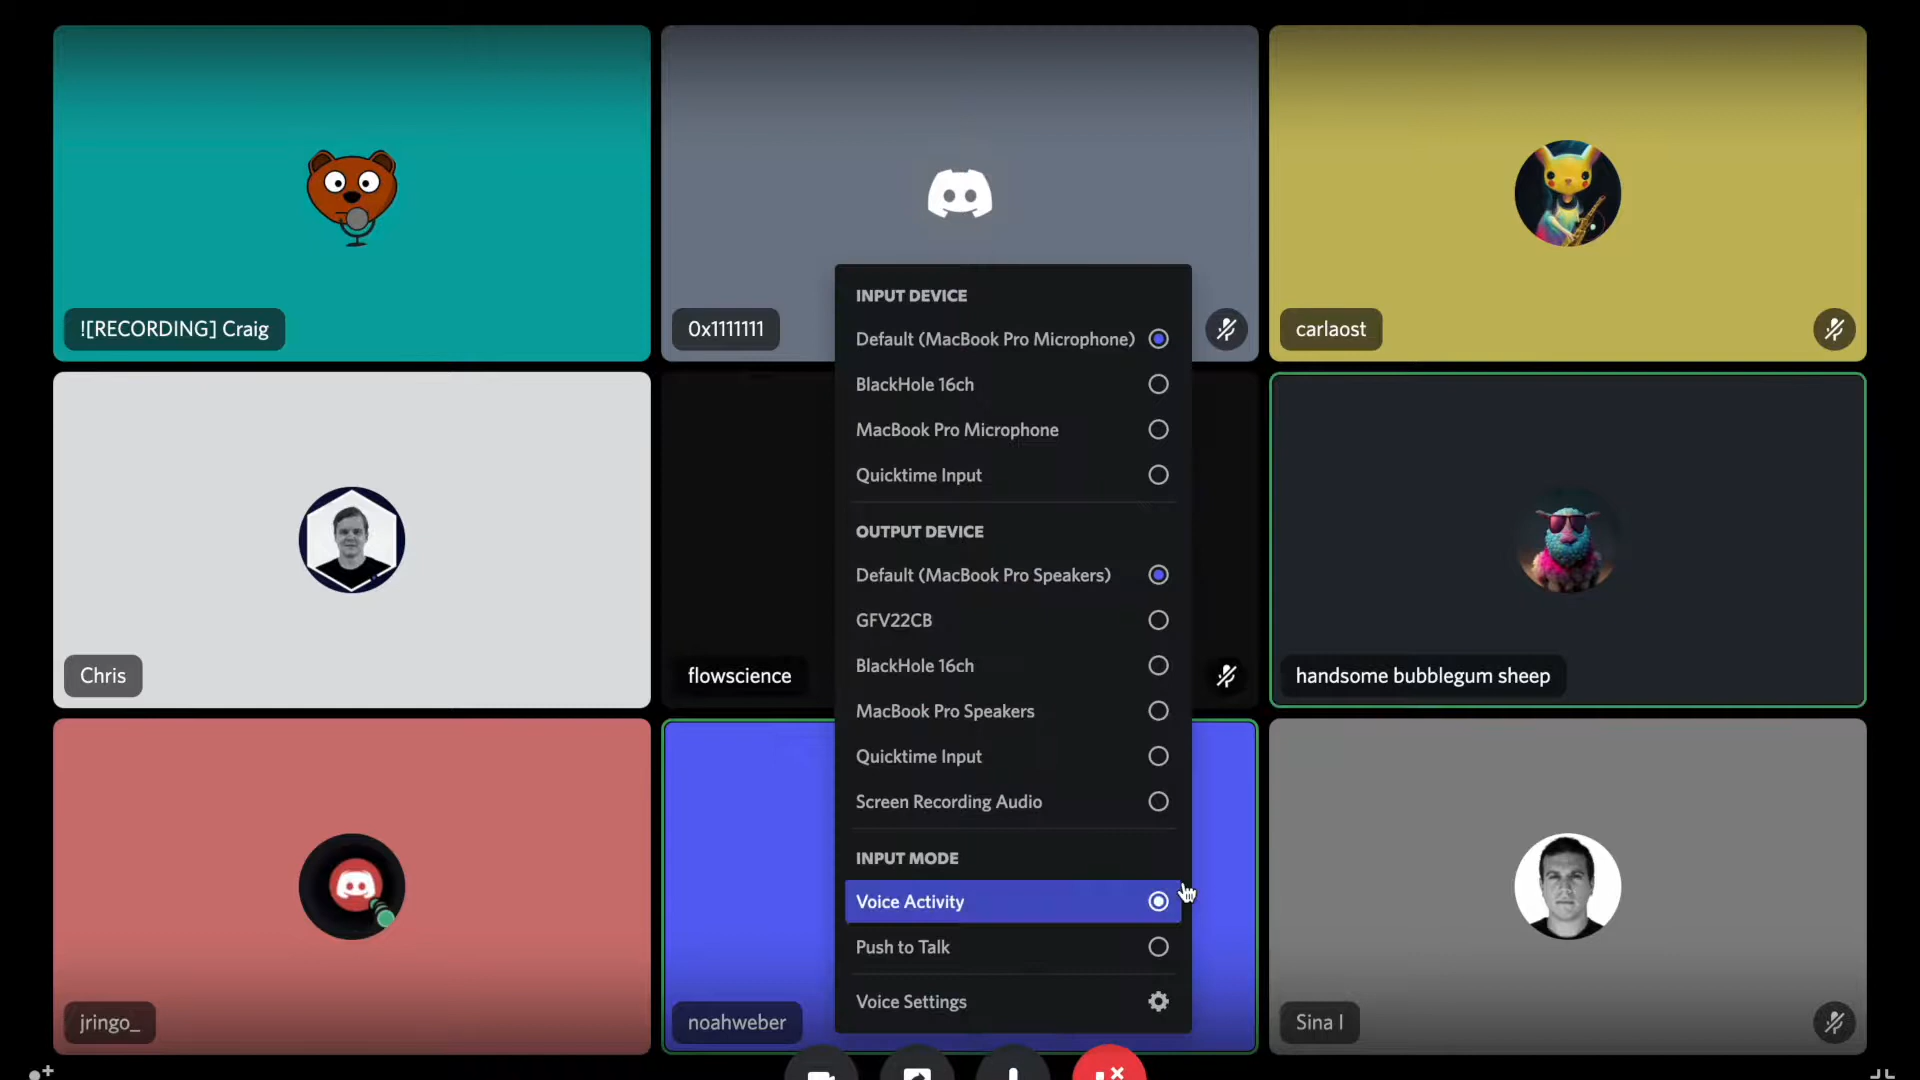 ![RECORDING] Craig
0x1111111
carlaost
INPUT DEVICE
Default (MacBook Pro Microphone)
BlackHole 16ch
MacBook Pro Microphone
Quicktime Input
OUTPUT DEVICE
Default (MacBook Pro Speakers)
GFV22CB
BlackHole 16ch
MacBook Pro Speakers
Quicktime Input
Screen Recording Audio
INPUT MODE
Voice Activity
Push to Talk
Voice Settings
Chris
flowscience
handsome bubblegum sheep
jringo_
noahweber
Sina I